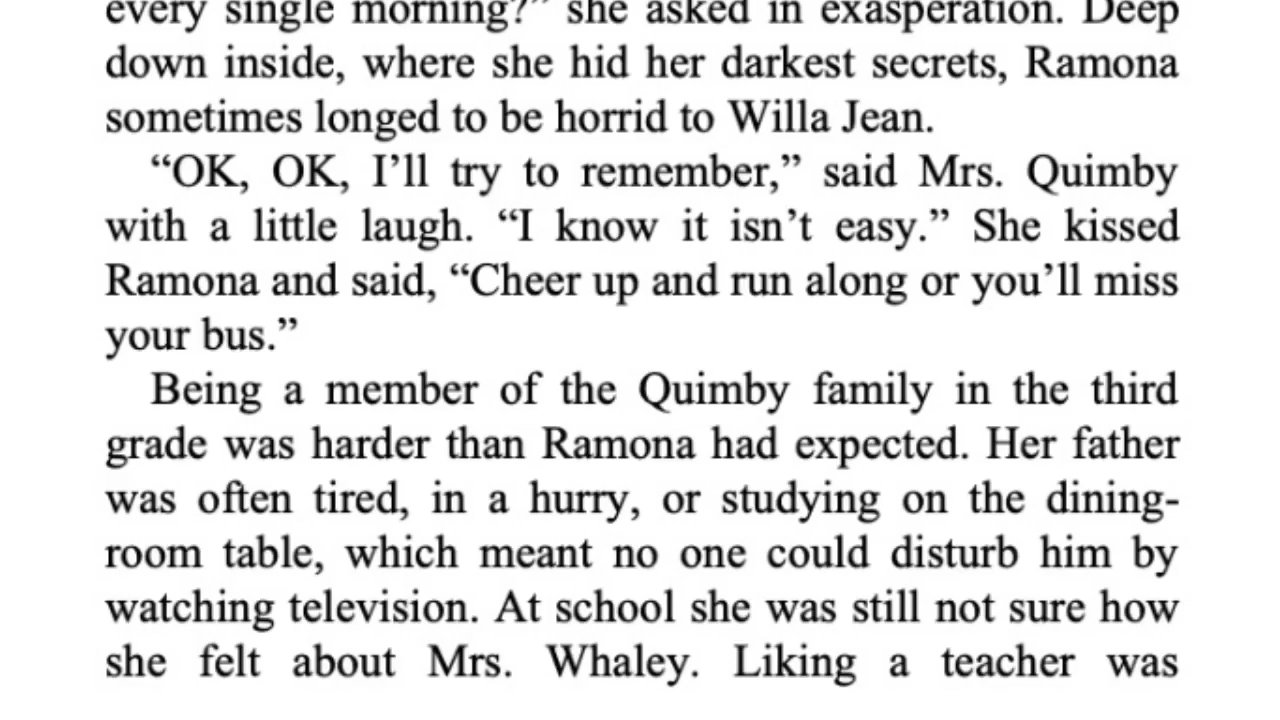 every single morning?” she asked in exasperation. Deep
down inside, where she hid her darkest secrets, Ramona
sometimes longed to be horrid to Willa Jean.
“OK, OK, I’ll try to remember,” said Mrs. Quimby
with a little laugh. “I know it isn’t easy.” She kissed
Ramona and said, “Cheer up and run along or you’ll miss
your bus.”
Being a member of the Quimby family in the third
grade was harder than Ramona had expected. Her father
was often tired, in a hurry, or studying on the dining-
room table, which meant no one could disturb him by
watching television. At school she was still not sure how
she felt about Mrs. Whaley. Liking a teacher was